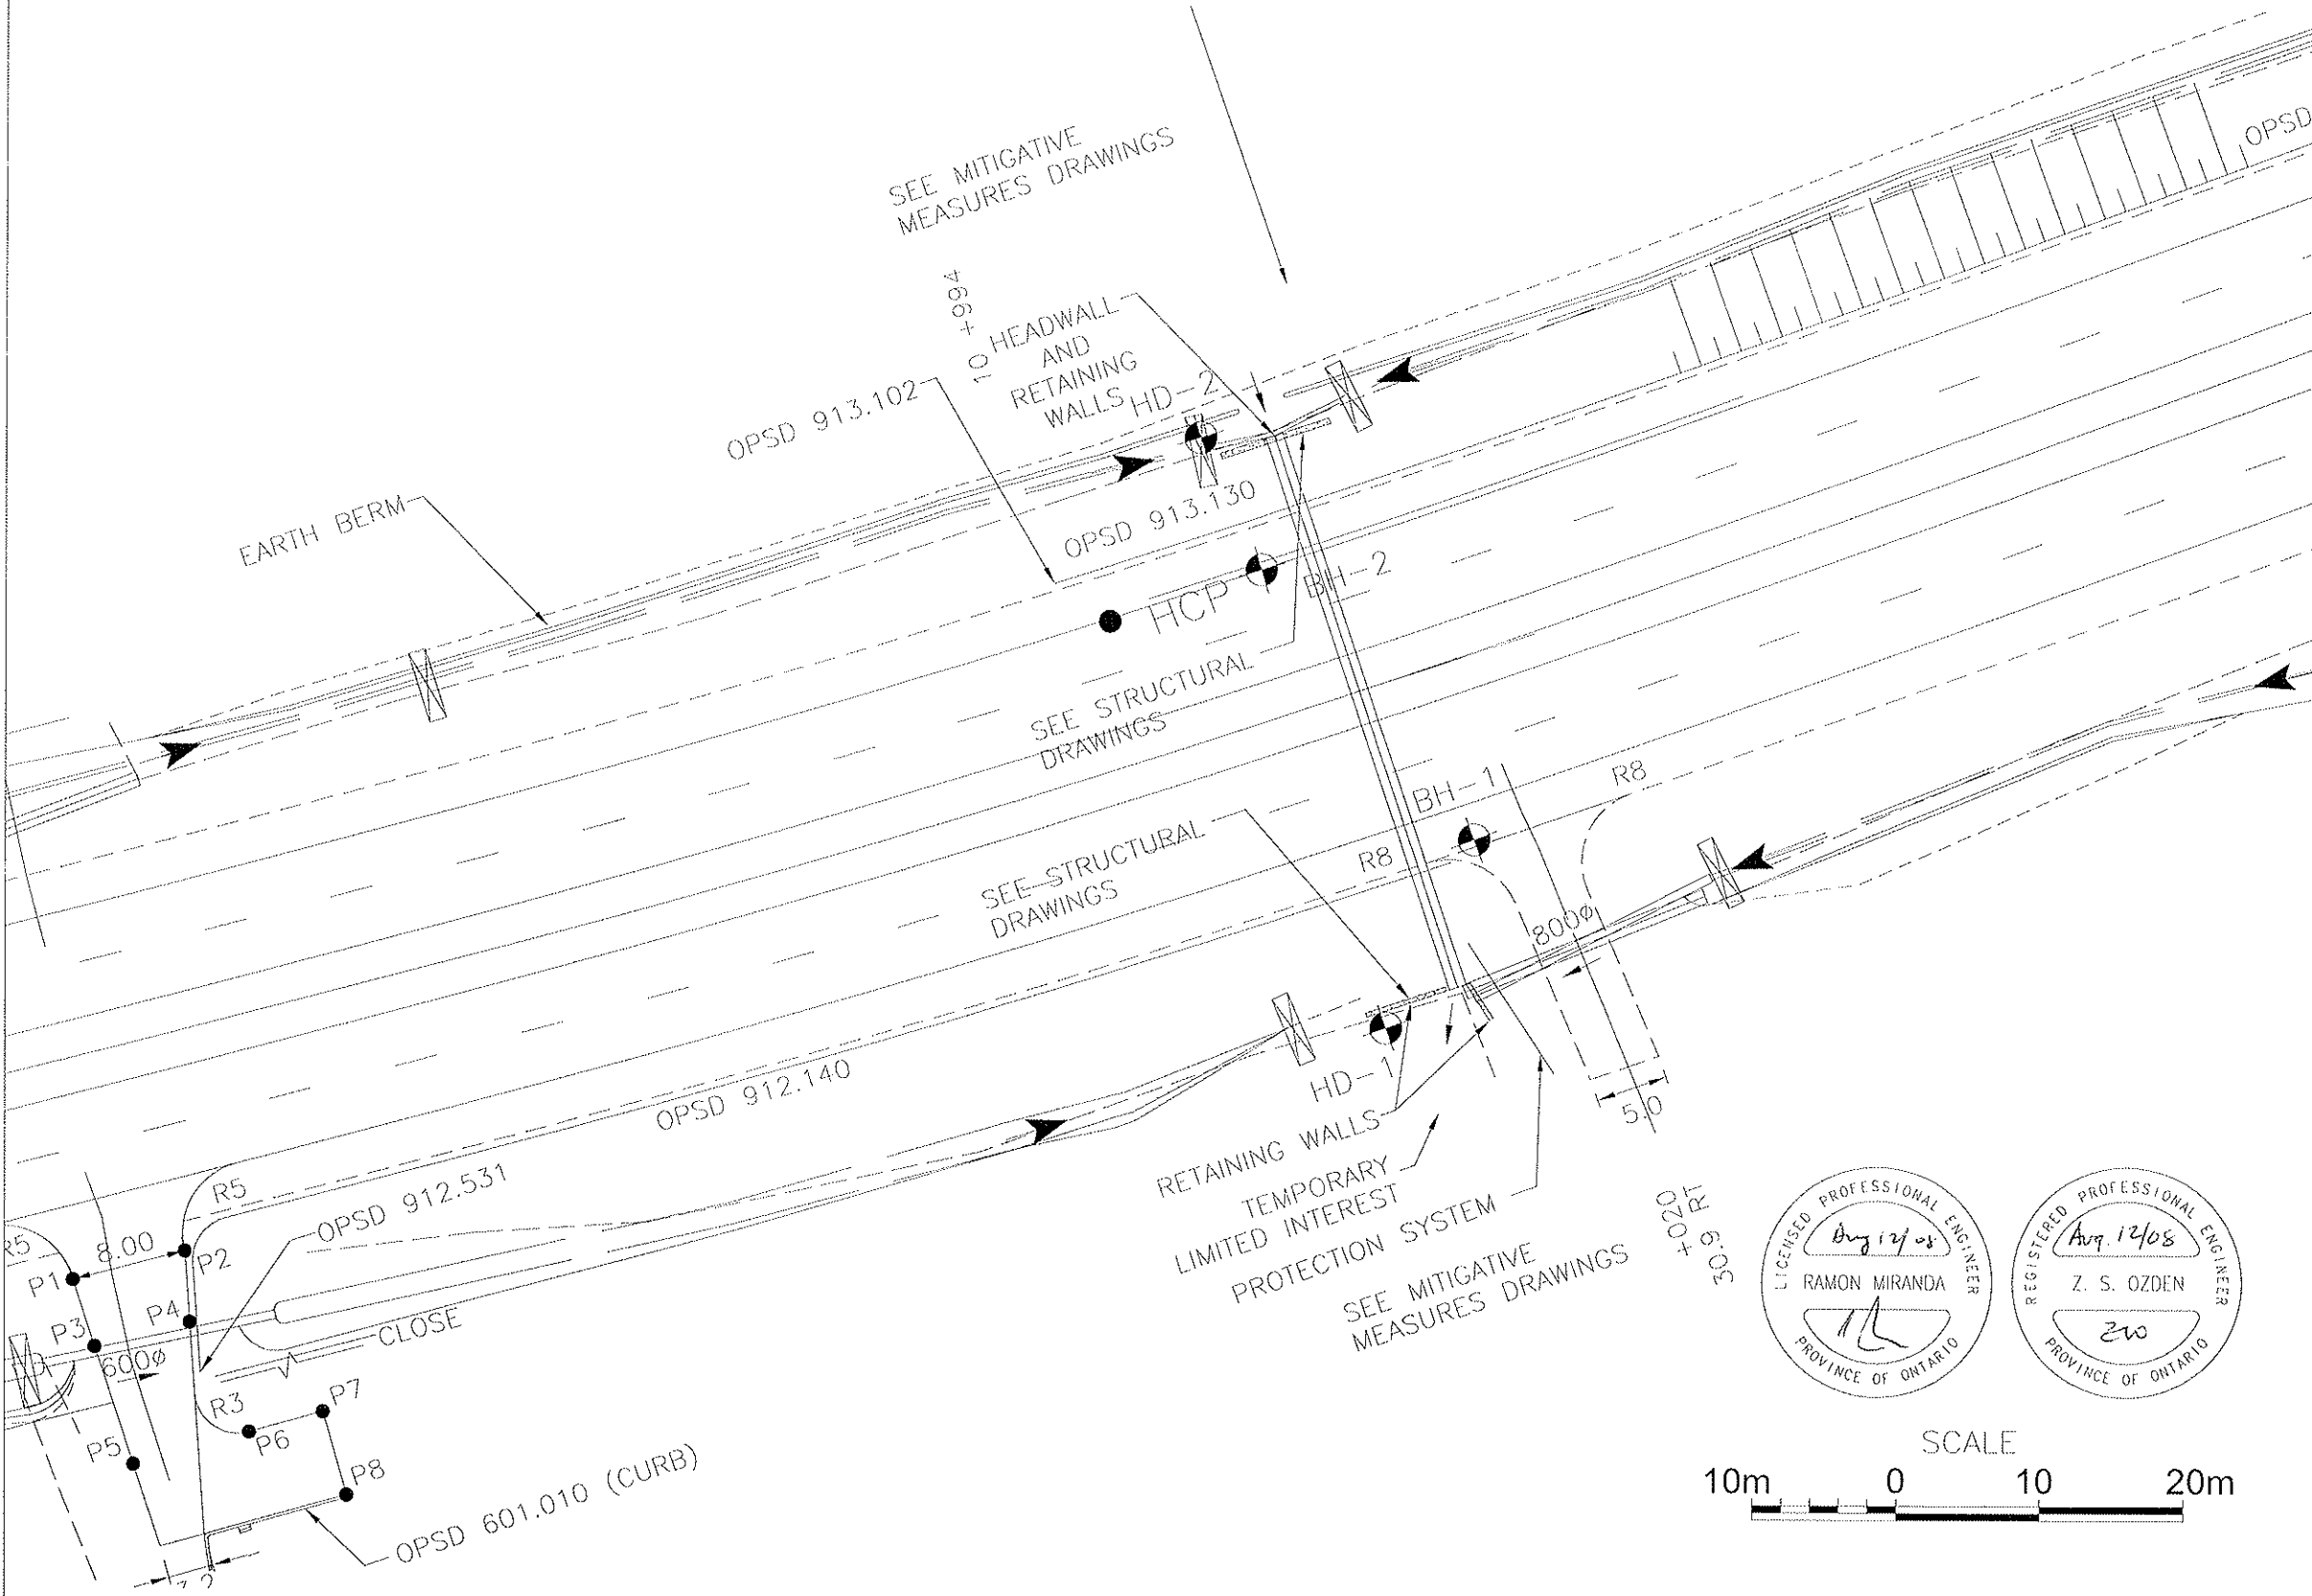 SEE MITIGATIVE
MEASURES DRAWINGS
OPSD
10+994
HEADWALL
AND
RETAINING
WALLS
HD-2
OPSD 913.102
EARTH BERM
OPSD 913.130
BH-2
HCP
SEE STRUCTURAL
DRAWINGS
BH-1
R8
SEE STRUCTURAL
DRAWINGS
R8
800ø
OPSD 912.140
HD-1
5.0
RETAINING WALLS
TEMPORARY
LIMITED INTEREST
PROTECTION SYSTEM
SEE MITIGATIVE
MEASURES DRAWINGS
+020
30.9 RT
R5
OPSD 912.531
R5
8.00
P1
P2
P4
P3
600ø
CLOSE
R3
P7
P6
P5
P8
OPSD 601.010 (CURB)
LICENSED PROFESSIONAL ENGINEER
Aug 12/08
RAMON MIRANDA
PROVINCE OF ONTARIO
REGISTERED PROFESSIONAL ENGINEER
Aug. 12/08
Z. S. OZDEN
PROVINCE OF ONTARIO
SCALE
10m 0 10 20m